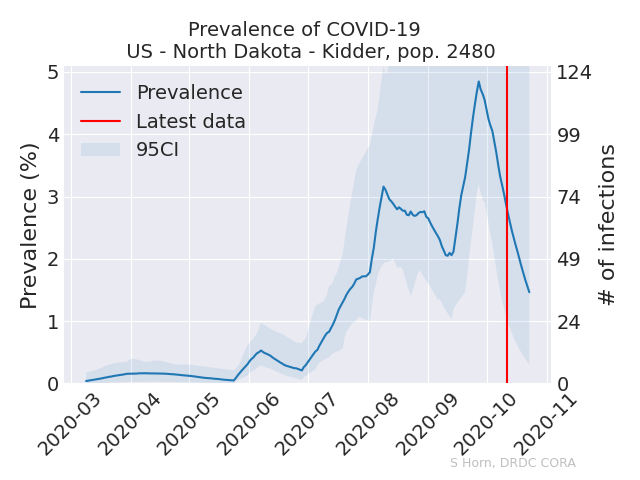 Prevalence of COVID-19
US - North Dakota - Kidder, pop. 2480
Prevalence
Latest data
95CI
Prevalence (%)
5
4
3
2
1
0
# of infections
124
99
74
49
24
0
2020-03
2020-04
2020-05
2020-06
2020-07
2020-08
2020-09
2020-10
2020-11
S Horn, DRDC CORA